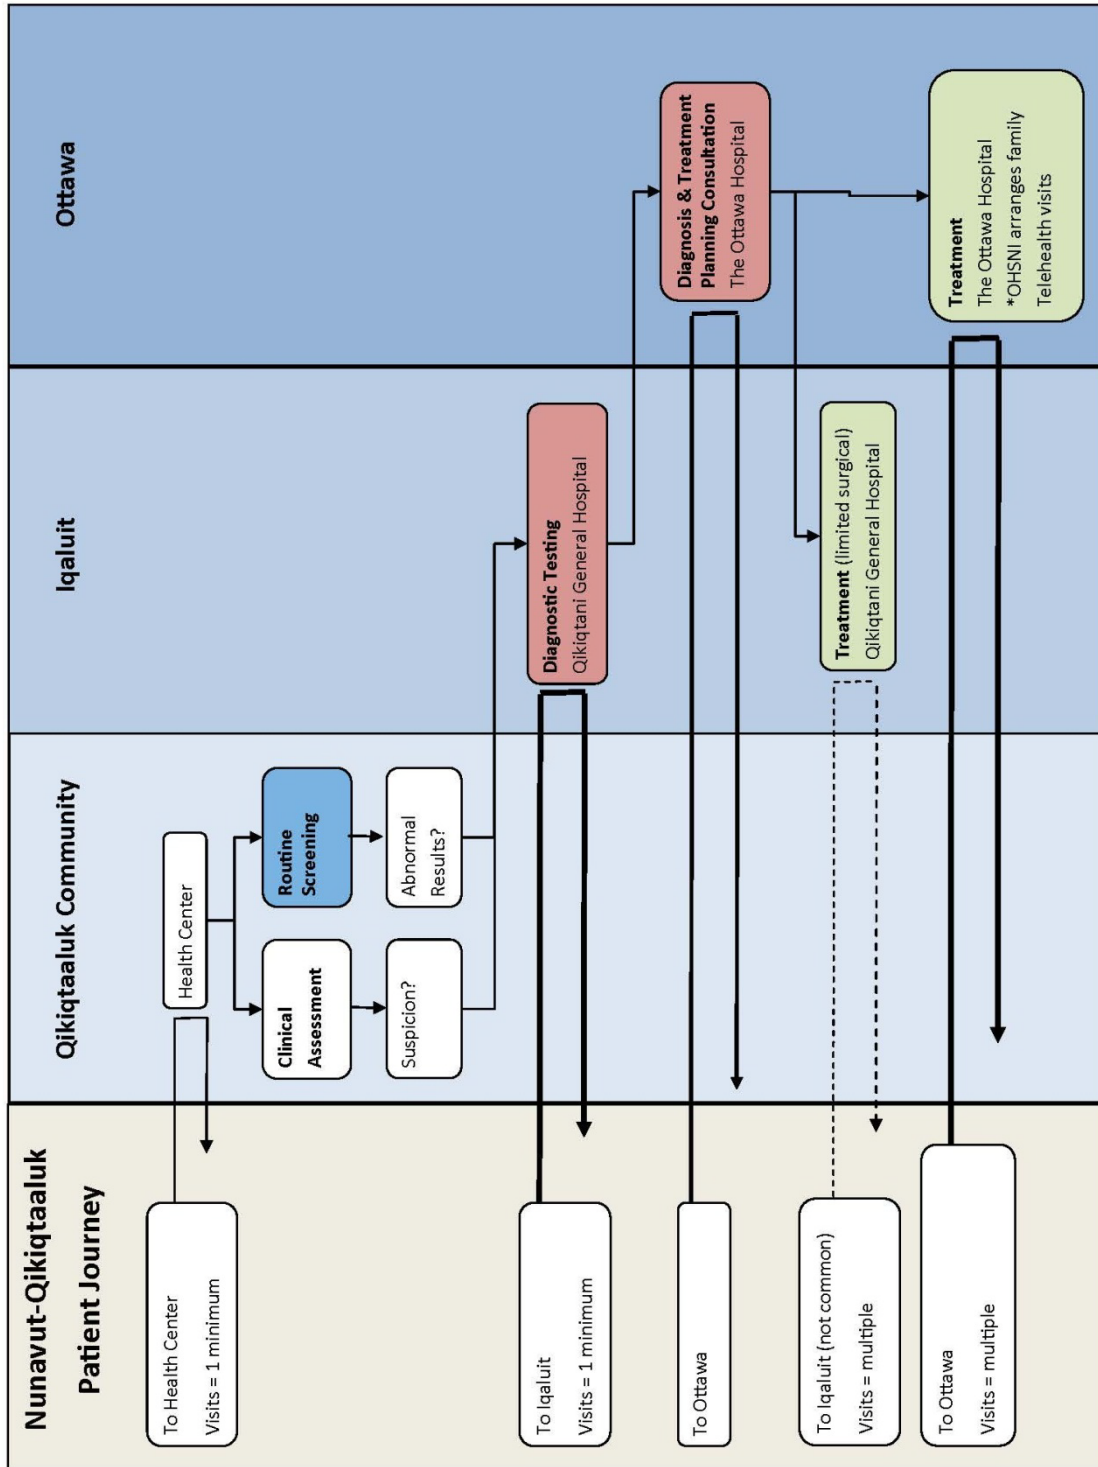 Nunavut-Qikiqtaaluk
Patient Journey
Qikiqtaaluk Community
Iqaluit
Ottawa
To Health Center
Visits = 1 minimum
Health Center
Clinical
Assessment
Routine
Screening
Suspicion?
Abnormal
Results?
To Iqaluit
Visits = 1 minimum
Diagnostic Testing
Qikiqtani General Hospital
To Ottawa
Diagnosis & Treatment
Planning Consultation
The Ottawa Hospital
To Iqaluit (not common)
Visits = multiple
Treatment (limited surgical)
Qikiqtani General Hospital
To Ottawa
Visits = multiple
Treatment
The Ottawa Hospital
*OHSNI arranges family
Telehealth visits